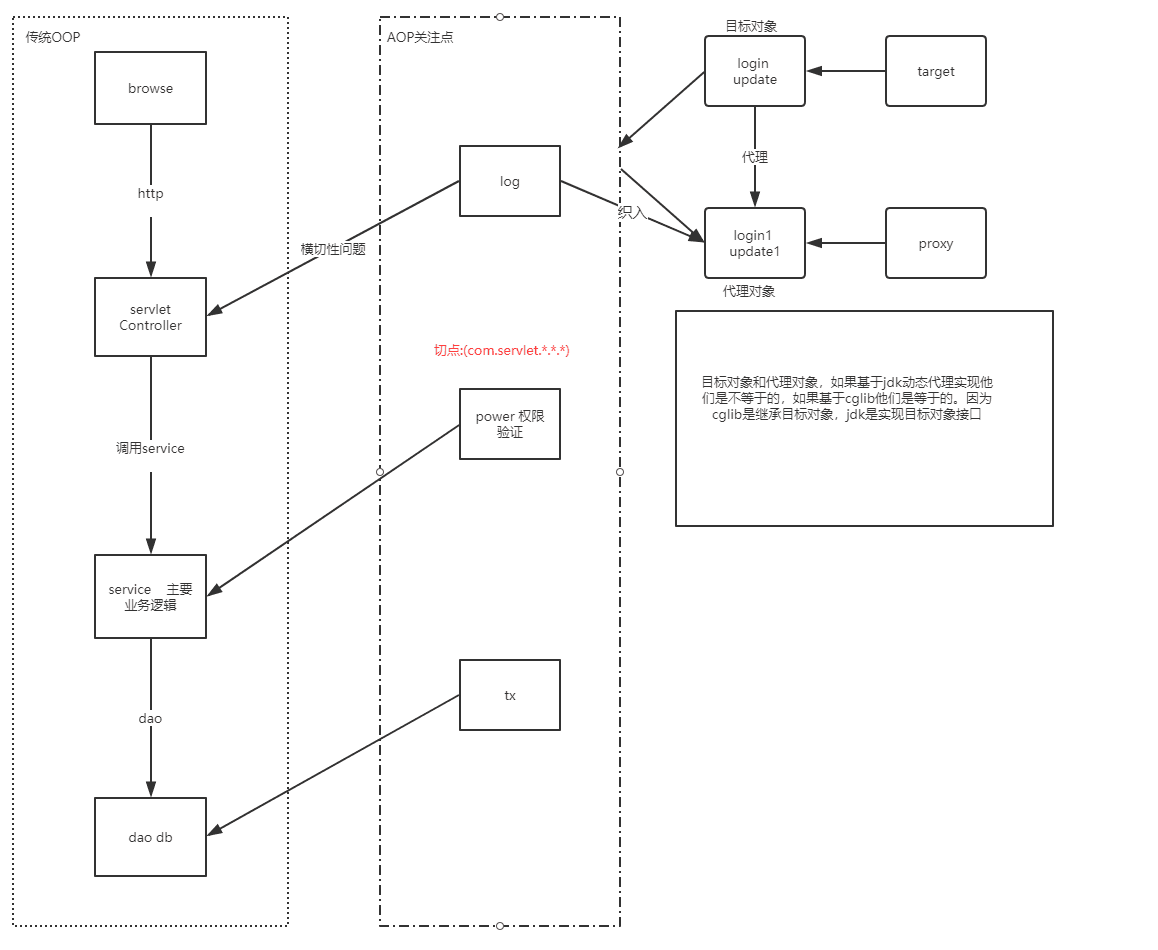 传统OOP
browse
http
servlet
Controller
调用service
service 主要
业务逻辑
dao
dao db
AOP关注点
log
横切性问题
切点:(com.servlet.*.*.*)
power 权限
验证
tx
目标对象
login
update
target
代理
织入
login1
update1
proxy
代理对象
目标对象和代理对象，如果基于jdk动态代理实现他
们是不等于的，如果基于cglib他们是等于的。因为
cglib是继承目标对象，jdk是实现目标对象接口